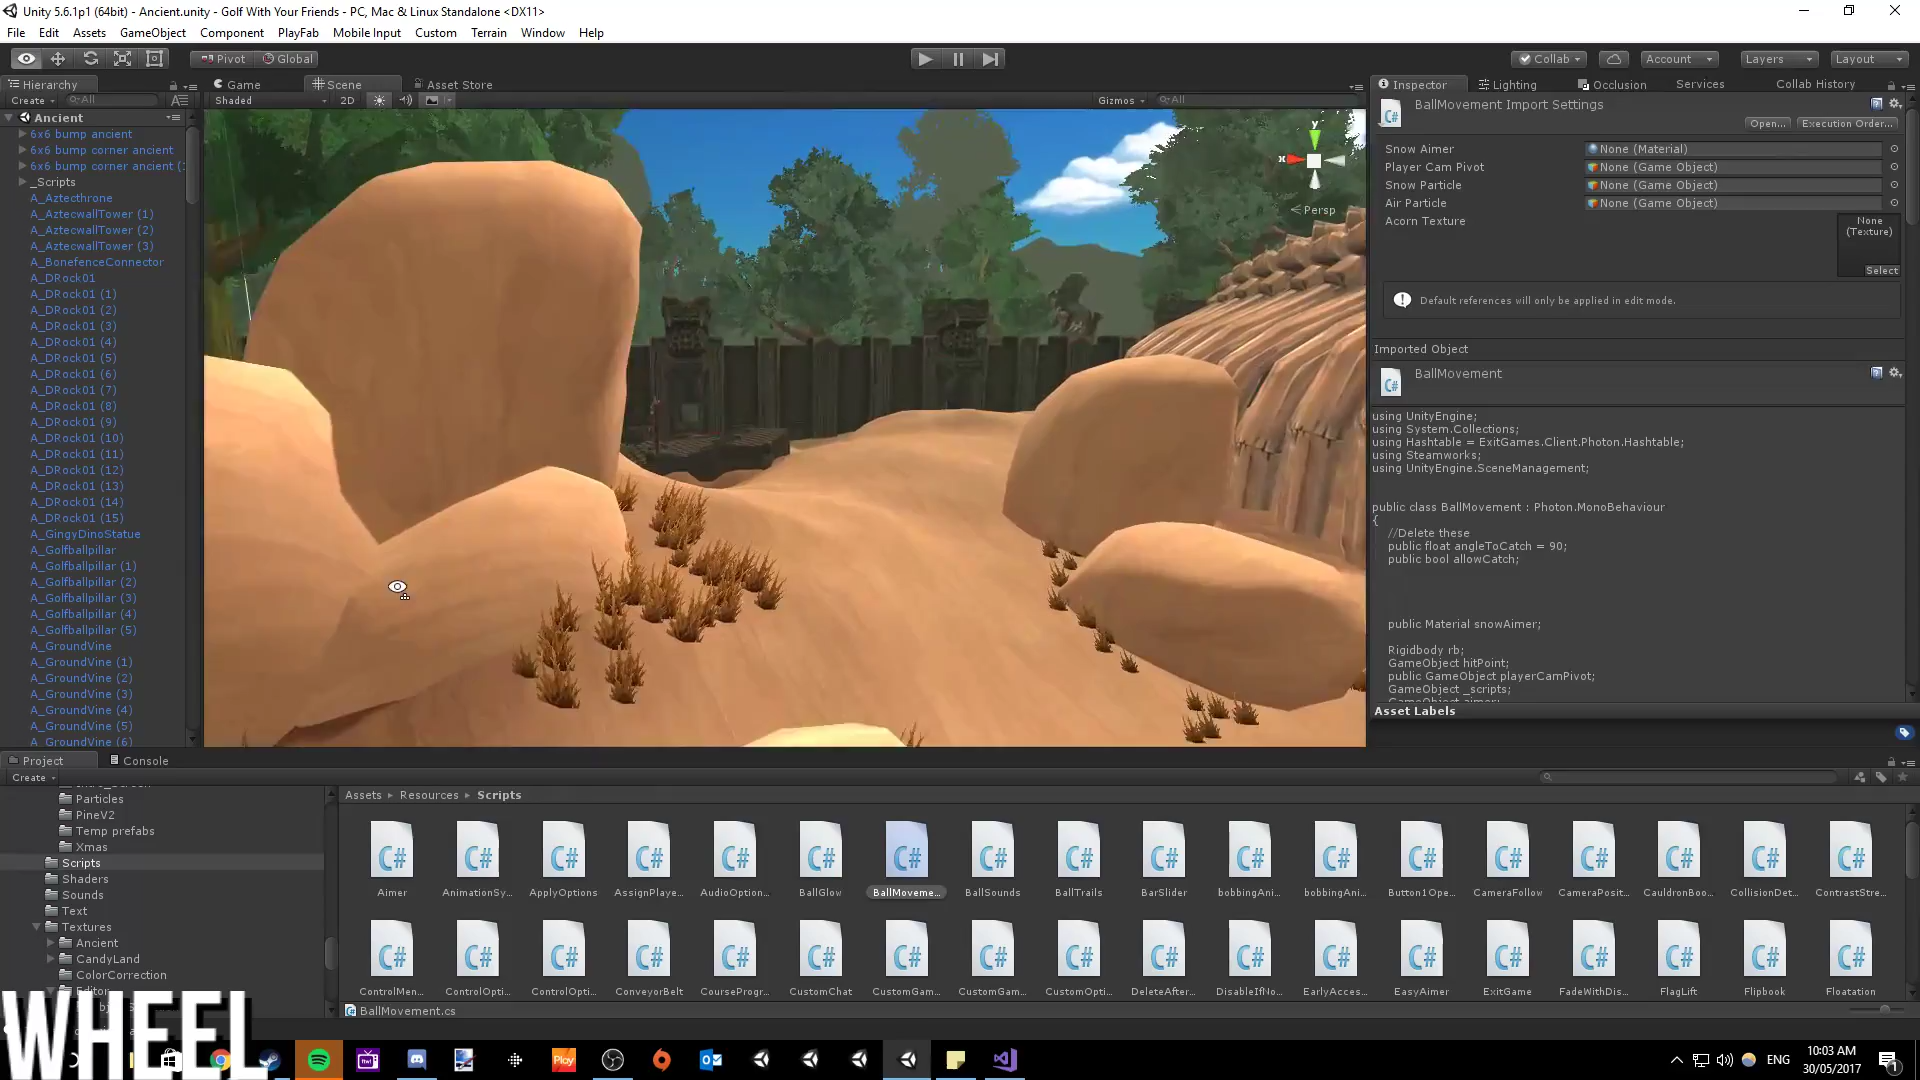 Unity 5.6.1p1 (64bit) - Ancient.unity - Golf With Your Friends - PC, Mac & Linux Standalone <DX11>
File Edit Assets GameObject Component PlayFab Mobile Input Custom Terrain Window Help
Pivot Global Collab Account Layers Layout
Hierarchy Game Scene Asset Store Inspector Lighting Occlusion Services Collab History
Create All Shaded 2D Gizmos All
Ancient
6x6 bump ancient
6x6 bump corner ancient
6x6 bump corner ancient (
_Scripts
A_Aztecthrone
A_AztecwallTower (1)
A_AztecwallTower (2)
A_AztecwallTower (3)
A_BonefenceConnector
A_DRock01
A_DRock01 (1)
A_DRock01 (2)
A_DRock01 (3)
A_DRock01 (4)
A_DRock01 (5)
A_DRock01 (6)
A_DRock01 (7)
A_DRock01 (8)
A_DRock01 (9)
A_DRock01 (10)
A_DRock01 (11)
A_DRock01 (12)
A_DRock01 (13)
A_DRock01 (14)
A_DRock01 (15)
A_GingyDinoStatue
A_Golfballpillar
A_Golfballpillar (1)
A_Golfballpillar (2)
A_Golfballpillar (3)
A_Golfballpillar (4)
A_Golfballpillar (5)
A_GroundVine
A_GroundVine (1)
A_GroundVine (2)
A_GroundVine (3)
A_GroundVine (4)
A_GroundVine (5)
A_GroundVine (6)
y
x
Persp
BallMovement Import Settings
Open... Execution Order...
Snow Aimer None (Material)
Player Cam Pivot None (Game Object)
Snow Particle None (Game Object)
Air Particle None (Game Object)
Acorn Texture None
(Texture)
Select
Default references will only be applied in edit mode.
Imported Object
BallMovement
using UnityEngine;
using System.Collections;
using Hashtable = ExitGames.Client.Photon.Hashtable;
using Steamworks;
using UnityEngine.SceneManagement;
public class BallMovement : Photon.MonoBehaviour
{
//Delete these
public float angleToCatch = 90;
public bool allowCatch;
public Material snowAimer;
Rigidbody rb;
GameObject hitPoint;
public GameObject playerCamPivot;
GameObject _scripts;
Asset Labels
Project Console
Create
Particles
PineV2
Temp prefabs
Xmas
Scripts
Shaders
Sounds
Text
Textures
Ancient
CandyLand
ColorCorrection
Assets Resources Scripts
Aimer AnimationSy... ApplyOptions AssignPlaye... AudioOption... BallGlow BallMoveme... BallSounds BallTrails BarSlider bobbingAni... bobbingAni... Button1Ope... CameraFollow CameraPosit... CauldronBoo... CollisionDet... ContrastStre...
ControlMen... ControlOpti... ControlOpti... ConveyorBelt CourseProgr... CustomChat CustomGam... CustomGam... CustomOpti... DeleteAfter... DisableIfNo... EarlyAcces... EasyAimer ExitGame FadeWithDis... FlagLift Flipbook Floatation
BallMovement.cs
WHEEL
Play
ENG
10:03 AM
30/05/2017
1